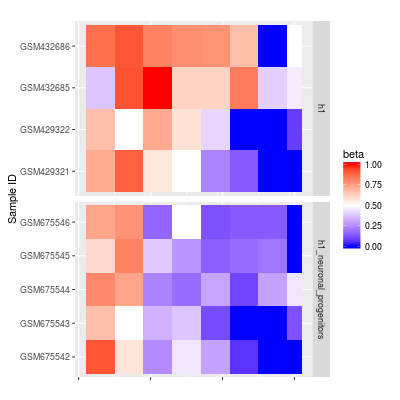 GSM432686
GSM432685
GSM429322
GSM429321
h1
GSM675546
GSM675545
GSM675544
GSM675543
GSM675542
h1_neuronal_progenitors
Sample ID
beta
1.00
0.75
0.50
0.25
0.00